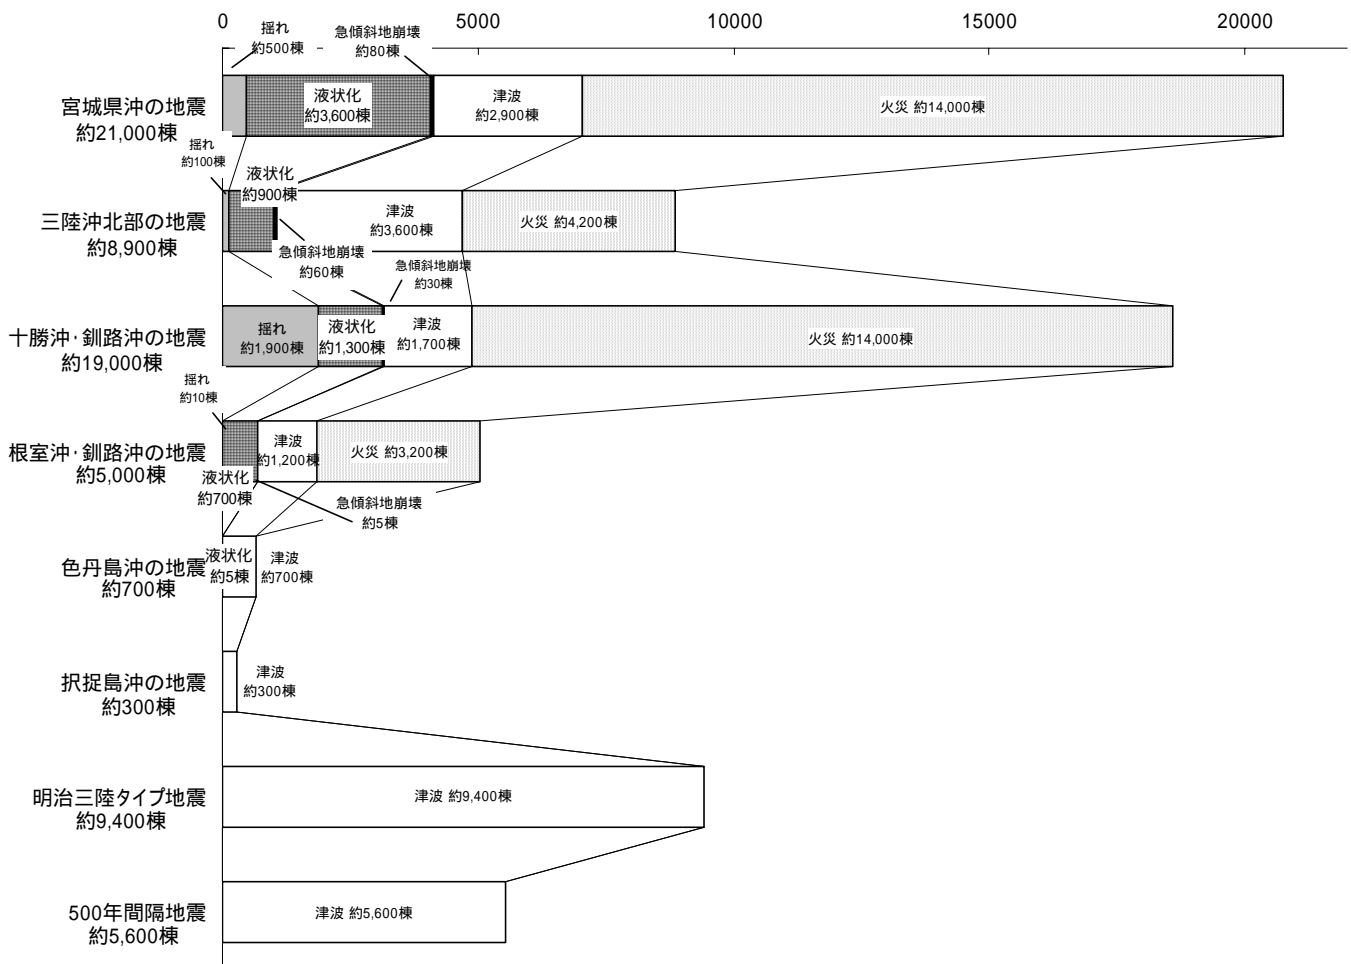 0
5000
10000
15000
20000
揺れ
約500棟
急傾斜地崩壊
約80棟
宮城県沖の地震
約21,000棟
液状化
約3,600棟
津波
約2,900棟
火災 約14,000棟
揺れ
約100棟
液状化
約900棟
三陸沖北部の地震
約8,900棟
津波
約3,600棟
火災 約4,200棟
急傾斜地崩壊
約60棟
急傾斜地崩壊
約30棟
十勝沖・釧路沖の地震
約19,000棟
揺れ
約1,900棟
液状化
約1,300棟
津波
約1,700棟
火災 約14,000棟
揺れ
約10棟
根室沖・釧路沖の地震
約5,000棟
液状化
約700棟
津波
約1,200棟
火災 約3,200棟
急傾斜地崩壊
約5棟
色丹島沖の地震
約700棟
液状化
約5棟
津波
約700棟
択捉島沖の地震
約300棟
津波
約300棟
明治三陸タイプ地震
約9,400棟
津波 約9,400棟
500年間隔地震
約5,600棟
津波 約5,600棟